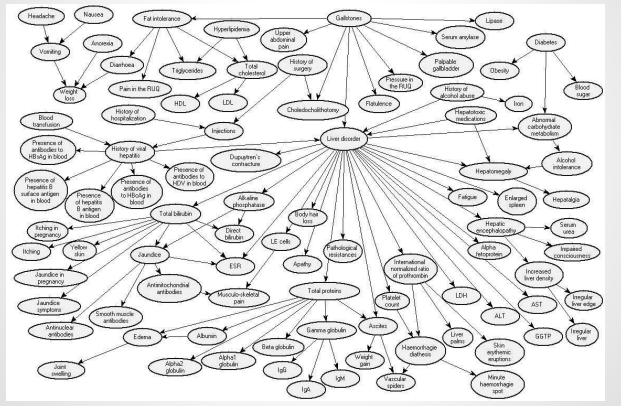 Headache
Nausea
Fat intolerance
Gallstones
Lipase
Hyperlipidemia
Upper
abdominal
pain
Serum amylase
Diabetes
Vomiting
Anorexia
Diarrhoea
Total
cholesterol
History of
surgery
Palpable
gallbladder
Obesity
Triglycerides
Pressure in
the RUQ
Blood
sugar
Weight
loss
Pain in the RUQ
HDL
LDL
Choledocholithotomy
Flatulence
History of
alcohol abuse
Iron
Blood
transfusion
History of
hospitalization
Injections
Hepatotoxic
medications
Abnormal
carbohydrate
metabolism
Liver disorder
Presence of
antibodies to
HBsAg in blood
History of viral
hepatitis
Dupuytren's
contracture
Hepatomegaly
Alcohol
intolerance
Presence of
hepatitis B
surface antigen
in blood
Presence
of hepatitis
B antigen
in blood
Presence of
antibodies
to HBcAg in
blood
Presence of
antibodies to
HDV in blood
Alkaline
phosphatase
Fatigue
Enlarged
spleen
Hepatalgia
Total bilirubin
Body hair
loss
Itching in
pregnancy
Direct
bilirubin
Hepatic
encephalopathy
Serum
urea
Itching
Yellow
skin
LE cells
Pathological
resistances
Alpha
fetoprotein
Impaired
consciousness
Jaundice
ESR
Apathy
International
normalized ratio
of prothrombin
Increased
liver density
Jaundice in
pregnancy
Antimitochondrial
antibodies
Musculo-skeletal
pain
Total proteins
Platelet
count
LDH
AST
Irregular
liver edge
Jaundice
symptoms
Smooth muscle
antibodies
ALT
Antinuclear
antibodies
Edema
Albumin
Gamma globulin
Ascites
Liver
palms
GGTP
Irregular
liver
Beta globulin
Haemorrhagie
diathesis
Skin
erythemic
eruptions
Joint
swelling
Alpha2
globulin
Alpha1
globulin
IgG
IgA
IgM
Weight
gain
Vascular
spiders
Minute
haemorrhagie
spot